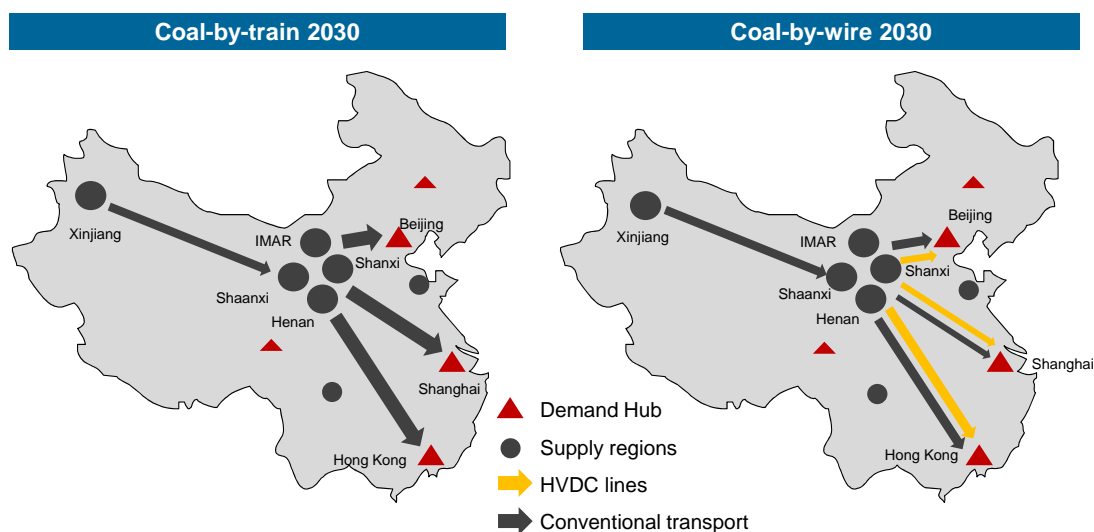 Coal-by-train 2030
Coal-by-wire 2030
Beijing
IMAR
Xinjiang
Shanxi
Shaanxi
Henan
Shanghai
Hong Kong
Beijing
IMAR
Xinjiang
Shanxi
Shaanxi
Henan
Shanghai
Hong Kong
Demand Hub
Supply regions
HVDC lines
Conventional transport